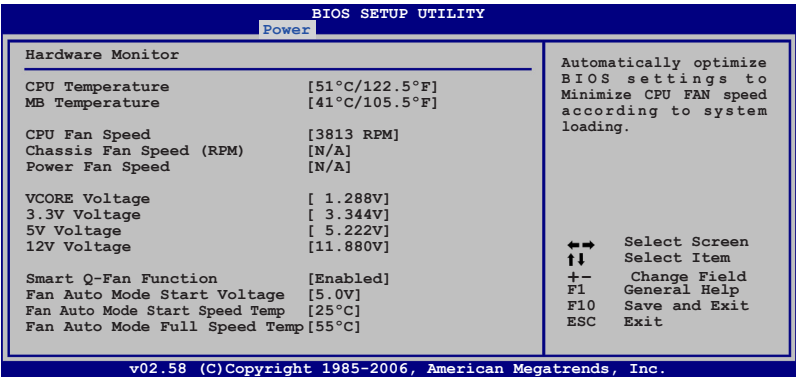 BIOS SETUP UTILITY
Power
Hardware Monitor
CPU Temperature [51°C/122.5°F]
MB Temperature [41°C/105.5°F]
CPU Fan Speed [3813 RPM]
Chassis Fan Speed (RPM) [N/A]
Power Fan Speed [N/A]
VCORE Voltage [ 1.288V]
3.3V Voltage [ 3.344V]
5V Voltage [ 5.222V]
12V Voltage [11.880V]
Smart Q-Fan Function [Enabled]
Fan Auto Mode Start Voltage [5.0V]
Fan Auto Mode Start Speed Temp [25°C]
Fan Auto Mode Full Speed Temp [55°C]
Automatically optimize
BIOS settings to
Minimize CPU FAN speed
according to system
loading.
←→ Select Screen
↑↓ Select Item
+- Change Field
F1 General Help
F10 Save and Exit
ESC Exit
v02.58 (C)Copyright 1985-2006, American Megatrends, Inc.